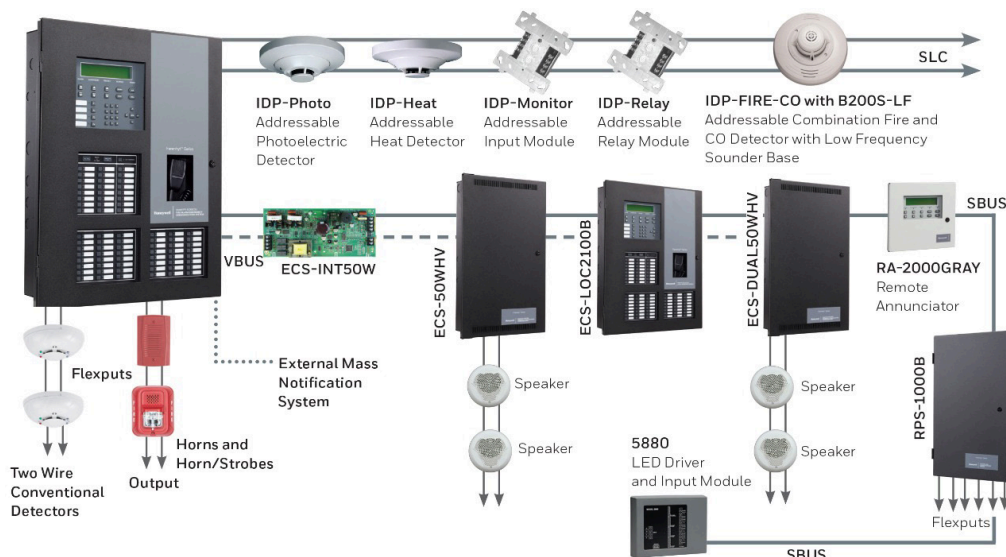 SLC
IDP-Photo
Addressable
Photoelectric
Detector
IDP-Heat
Addressable
Heat Detector
IDP-Monitor
Addressable
Input Module
IDP-Relay
Addressable
Relay Module
IDP-FIRE-CO with B200S-LF
Addressable Combination Fire and
CO Detector with Low Frequency
Sounder Base
VBUS
ECS-INT50W
ECS-50WHV
ECS-LOC2100B
ECS-DUAL50WHV
SBUS
RA-2000GRAY
Remote
Annunciator
RPS-1000B
Flexputs
External Mass
Notification
System
Speaker
Speaker
Speaker
Speaker
Two Wire
Conventional
Detectors
Horns and
Horn/Strobes
Output
5880
LED Driver
and Input Module
Flexputs
SBUS